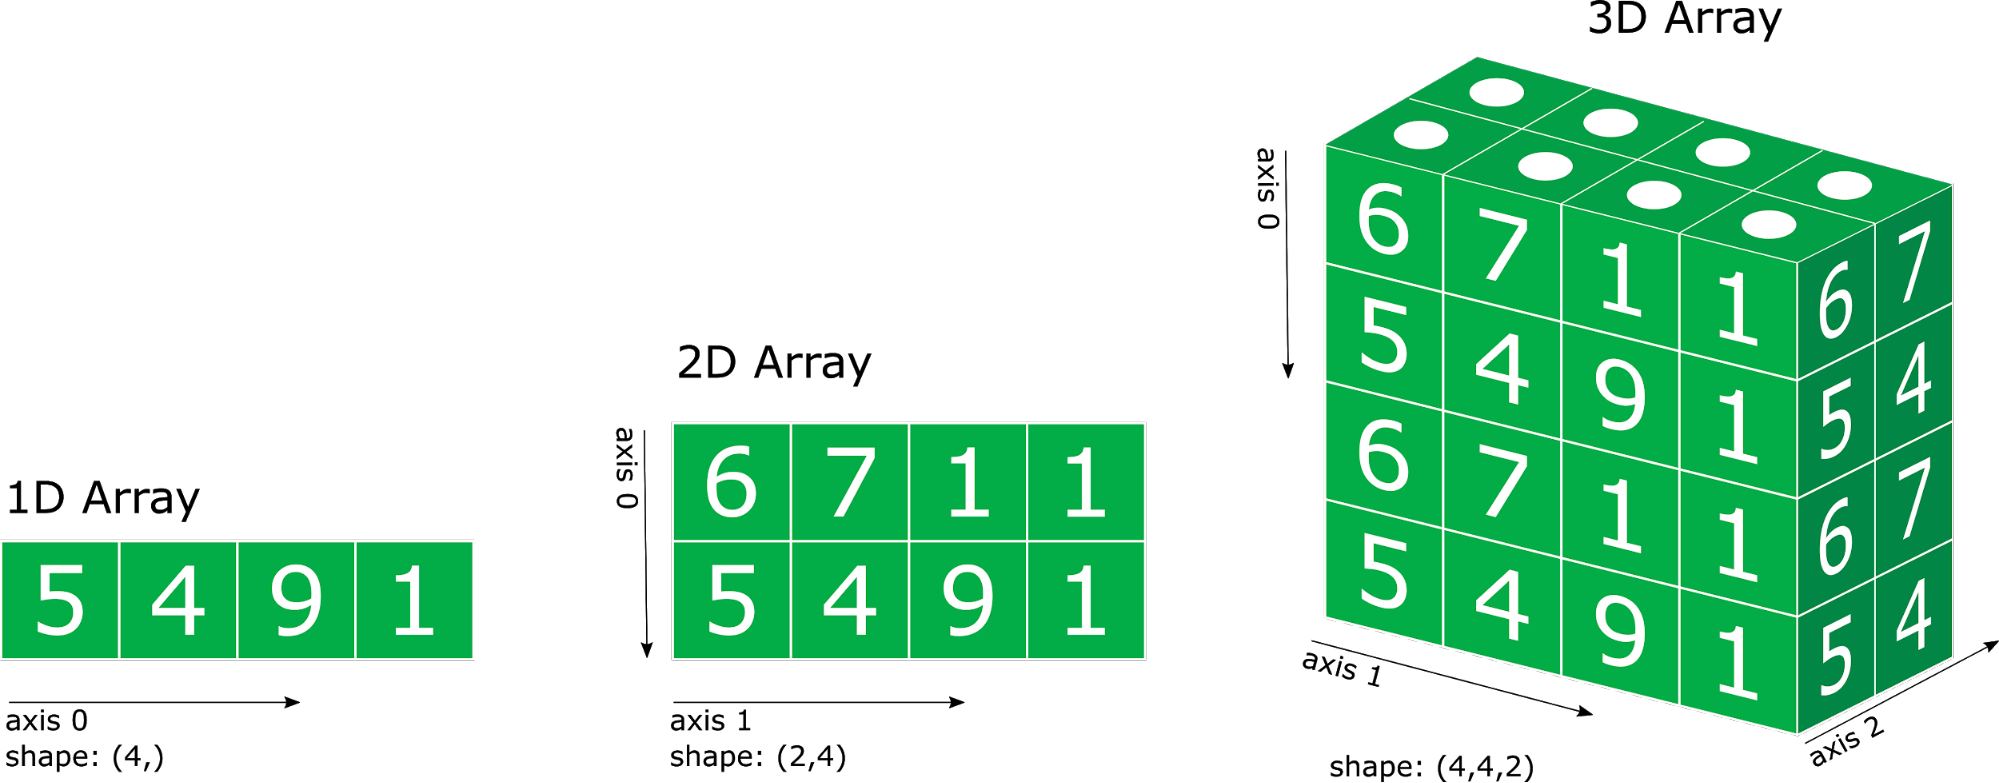 1D Array
5 4 9 1
axis 0
shape: (4,)
2D Array
axis 0
6 7 1 1
5 4 9 1
axis 1
shape: (2,4)
3D Array
axis 0
6 7 1 1 6 7
5 4 9 1 5 4
6 7 1 1 6 7
5 4 9 1 5 4
axis 1
axis 2
shape: (4,4,2)